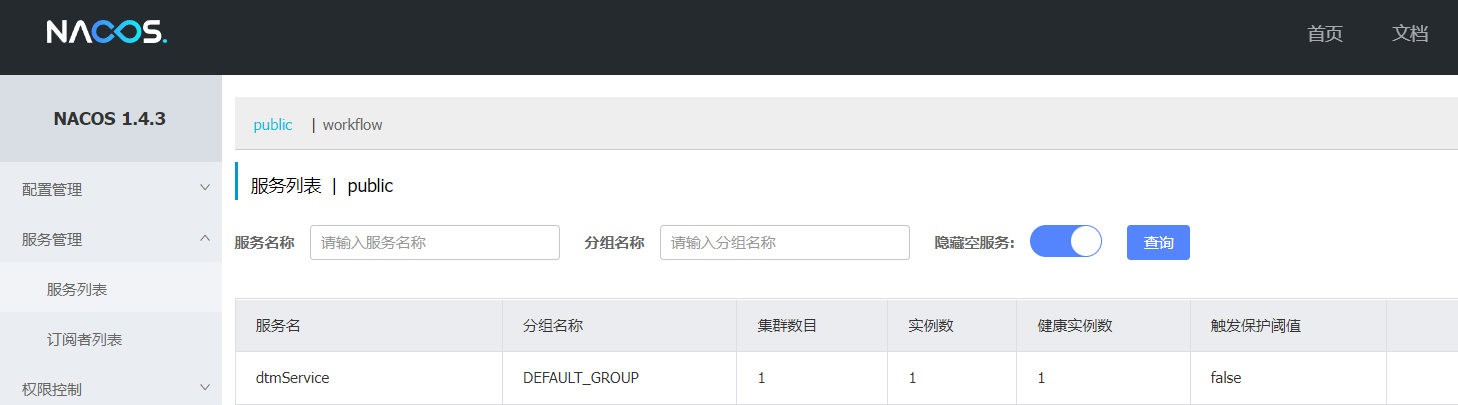 NACOS.
首页 文档
NACOS 1.4.3
配置管理
服务管理
服务列表
订阅者列表
权限控制
public | workflow
服务列表 | public
服务名称 请输入服务名称 分组名称 请输入分组名称 隐藏空服务: 查询
服务名 分组名称 集群数目 实例数 健康实例数 触发保护阈值
dtmService DEFAULT_GROUP 1 1 1 false